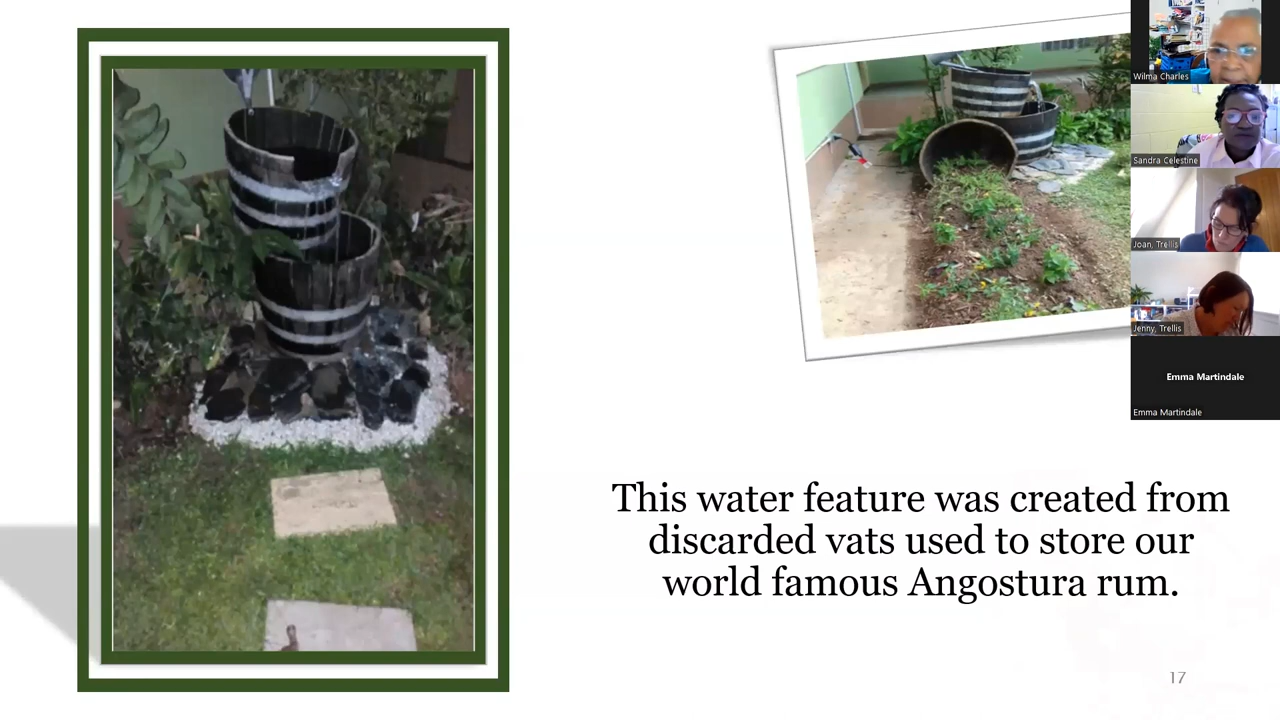 Wilma Charles
Sandra Celestine
Joan, Trellis
Jenny, Trellis
Emma Martindale
Emma Martindale
This water feature was created from
discarded vats used to store our
world famous Angostura rum.
17